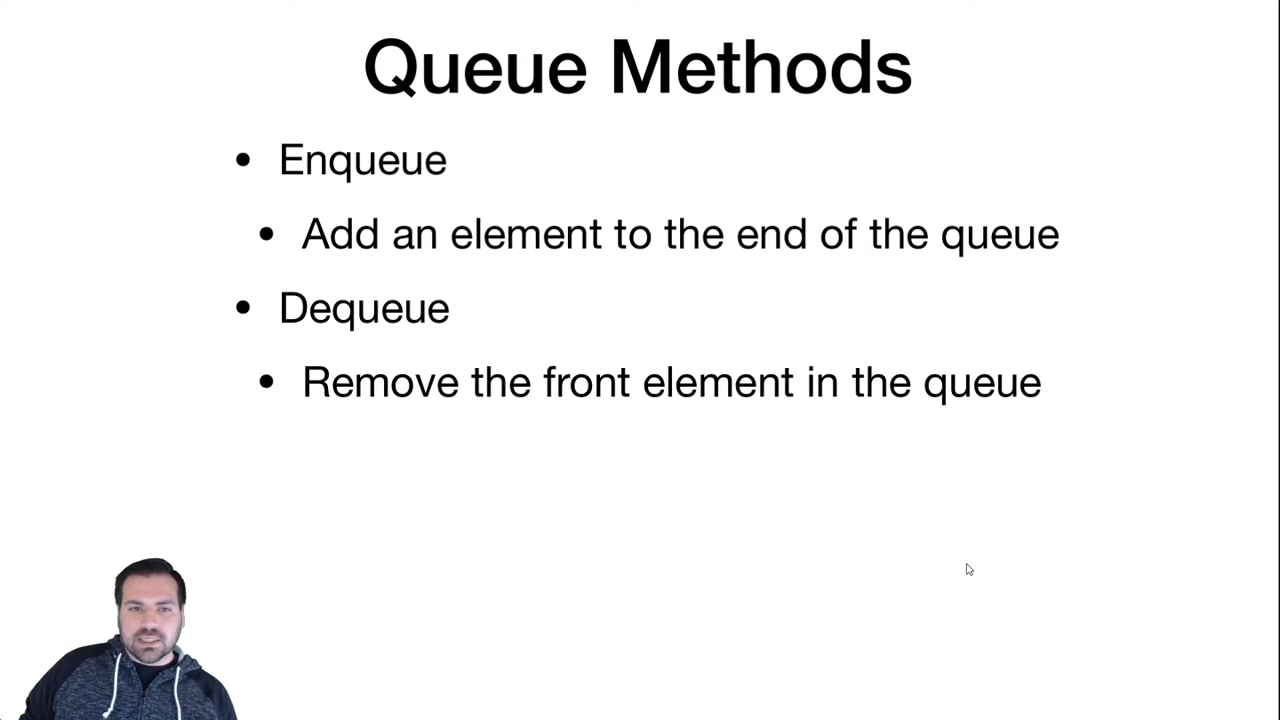 Queue Methods
• Enqueue
• Add an element to the end of the queue
• Dequeue
• Remove the front element in the queue